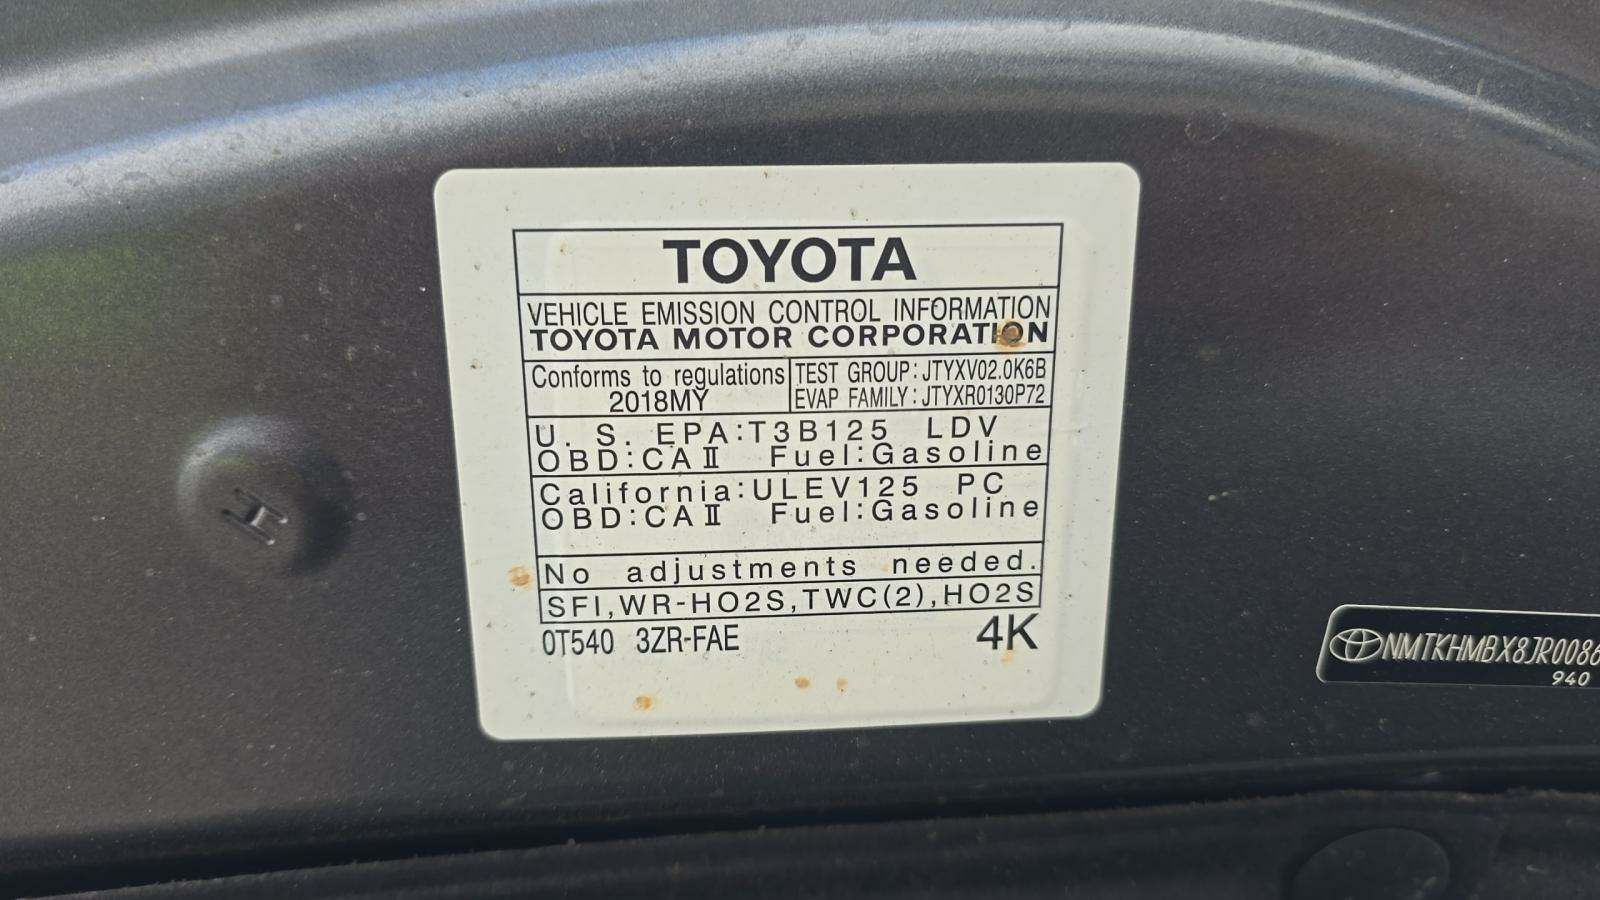 TOYOTA
VEHICLE EMISSION CONTROL INFORMATION
TOYOTA MOTOR CORPORATION
Conforms to regulations
2018MY
TEST GROUP: JTYXV02.0K6B
EVAP FAMILY: JTYXR0130P72
U. S. EPA:T3B125 LDV
OBD:CAⅡ Fuel:Gasoline
California:ULEV125 PC
OBD:CAⅡ Fuel:Gasoline
No adjustments needed.
SFI,WR-HO2S,TWC(2),HO2S
0T540 3ZR-FAE 4K
H
NMTKHMBX8JR0086
940